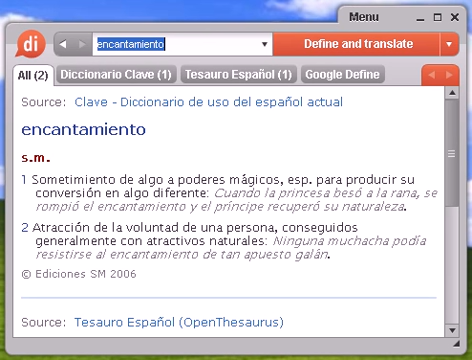 Menu
di
encantamiento
Define and translate
All (2)
Diccionario Clave (1)
Tesauro Español (1)
Google Define
Source: Clave - Diccionario de uso del español actual
encantamiento
s.m.
1 Sometimiento de algo a poderes mágicos, esp. para producir su
conversión en algo diferente: Cuando la princesa besó a la rana, se
rompió el encantamiento y el príncipe recuperó su naturaleza.
2 Atracción de la voluntad de una persona, conseguidos
generalmente con atractivos naturales: Ninguna muchacha podía
resistirse al encantamiento de tan apuesto galán.
© Ediciones SM 2006
Source: Tesauro Español (OpenThesaurus)